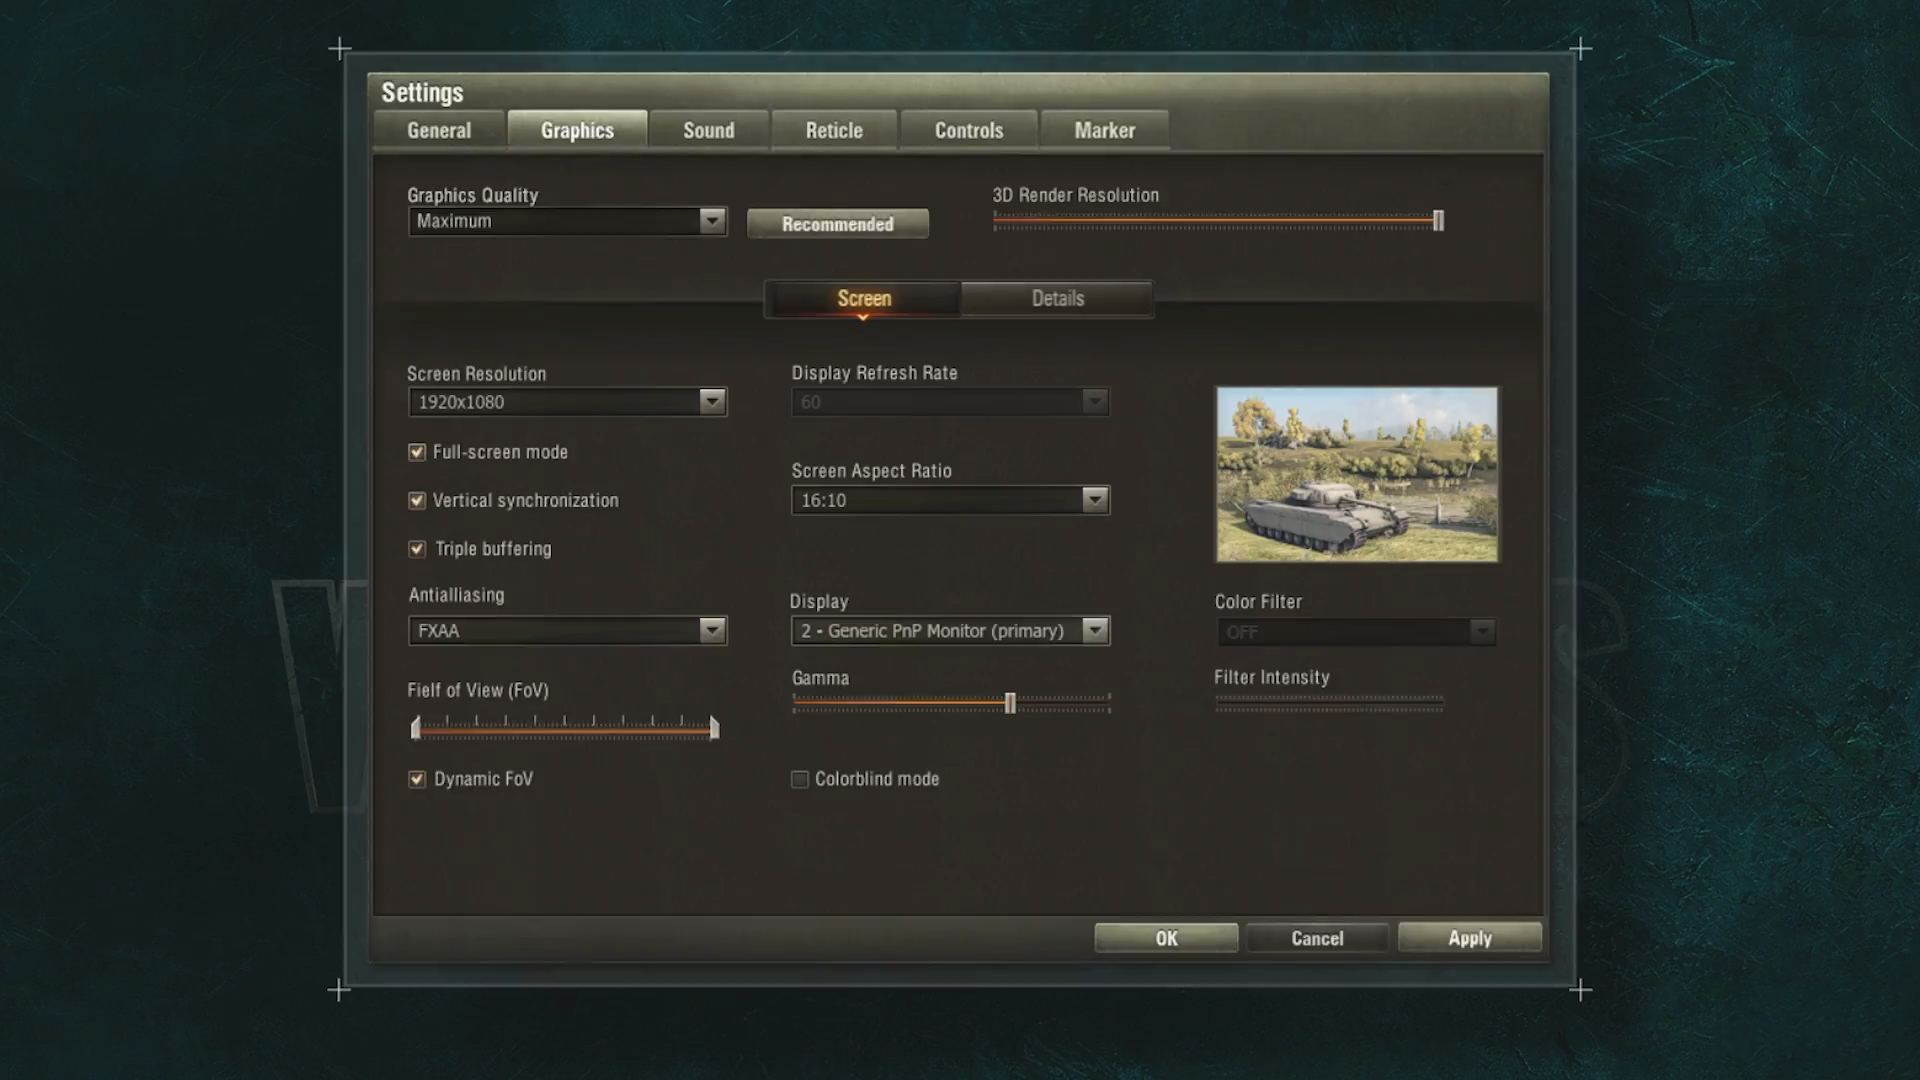 Settings
General
Graphics
Sound
Reticle
Controls
Marker
Graphics Quality
Maximum
Recommended
3D Render Resolution
Screen
Details
Screen Resolution
1920x1080
Display Refresh Rate
60
Full-screen mode
Vertical synchronization
Screen Aspect Ratio
16:10
Triple buffering
Antialliasing
FXAA
Display
2 - Generic PnP Monitor (primary)
Color Filter
OFF
Fielf of View (FoV)
Gamma
Filter Intensity
Dynamic FoV
Colorblind mode
OK
Cancel
Apply